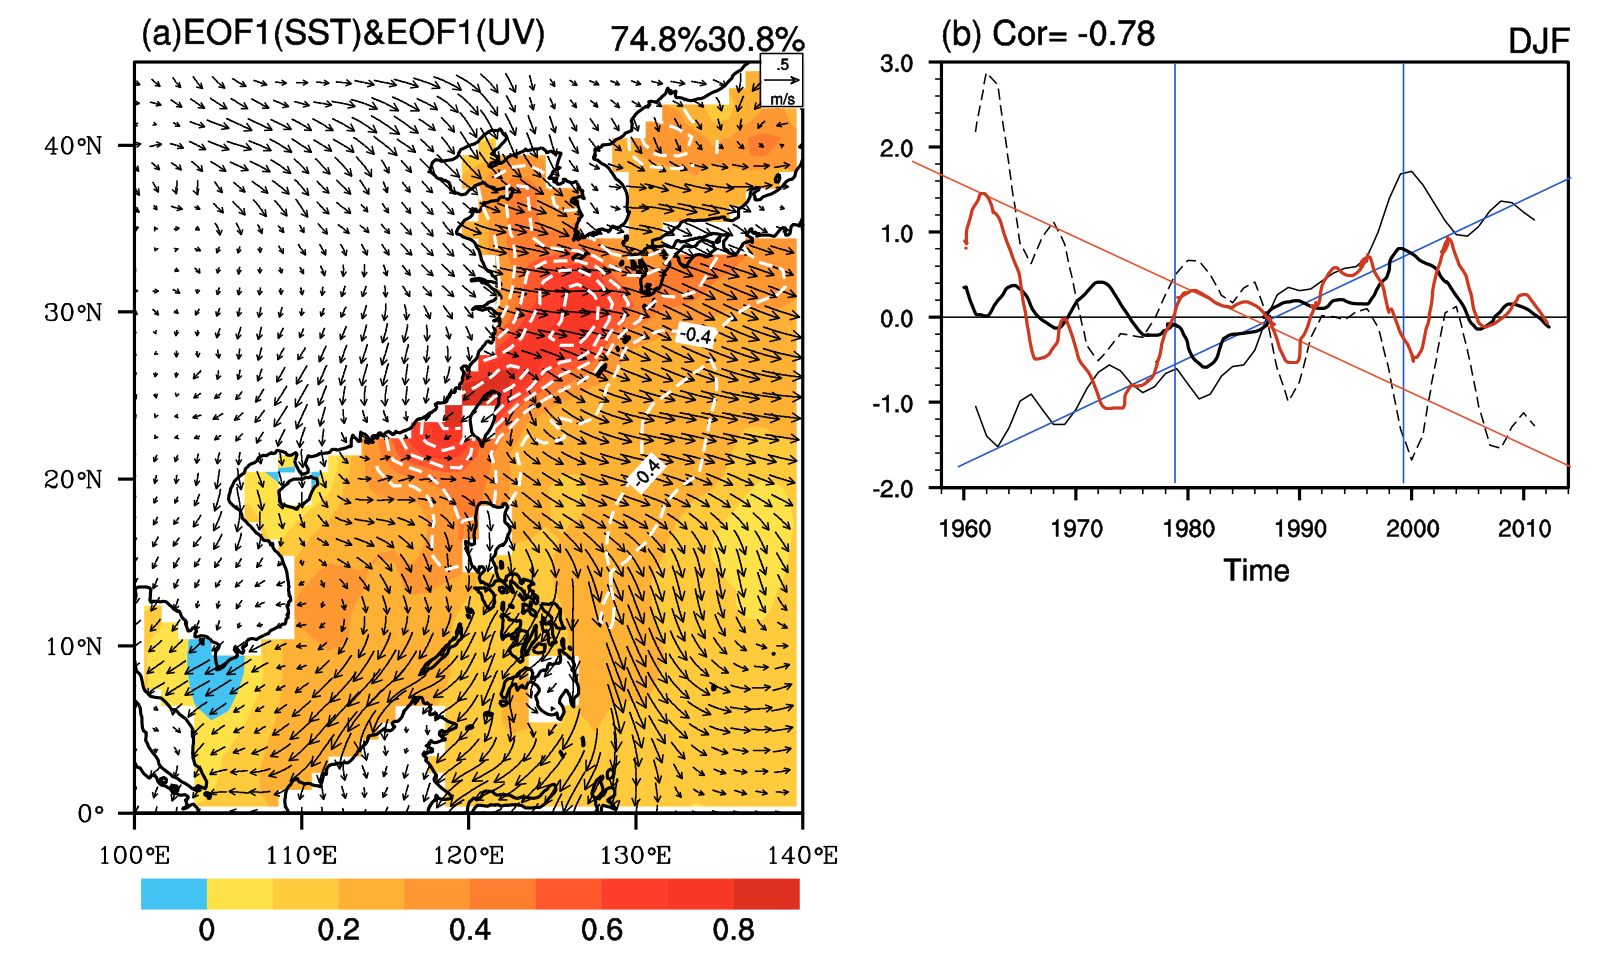 (a)EOF1(SST)&EOF1(UV) 74.8%30.8%
.5
m/s
40°N
30°N
20°N
10°N
0°
-0.4
-0.4
100°E 110°E 120°E 130°E 140°E
0 0.2 0.4 0.6 0.8
(b) Cor= -0.78 DJF
3.0
2.0
1.0
0.0
-1.0
-2.0
1960 1970 1980 1990 2000 2010
Time